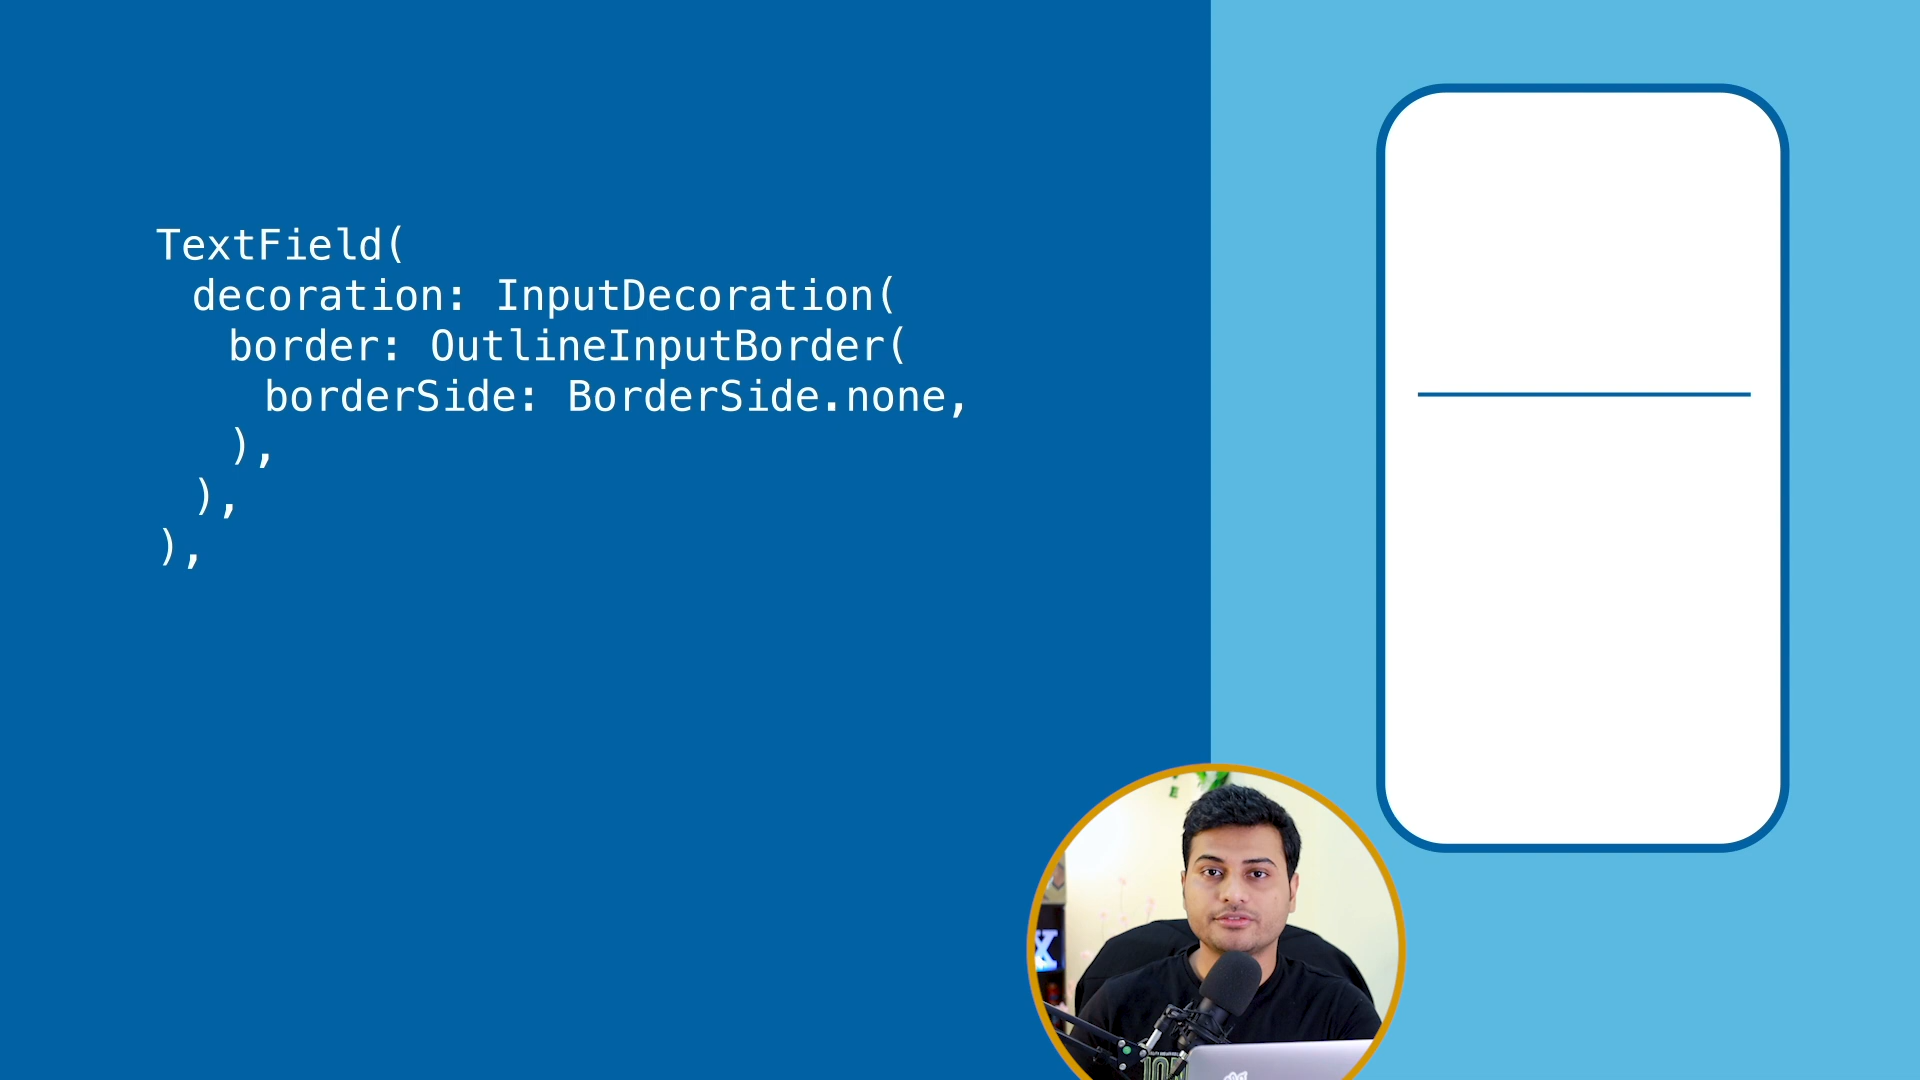 TextField(
decoration: InputDecoration(
border: OutlineInputBorder(
borderSide: BorderSide.none,
),
),
),
X